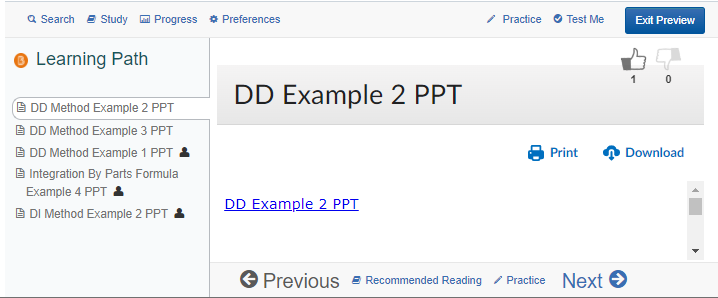 Search Study Progress Preferences Practice Test Me Exit Preview
Learning Path
DD Method Example 2 PPT
DD Method Example 3 PPT
DD Method Example 1 PPT
Integration By Parts Formula
Example 4 PPT
DI Method Example 2 PPT
1 0
DD Example 2 PPT
Print Download
DD Example 2 PPT
Previous Recommended Reading Practice Next